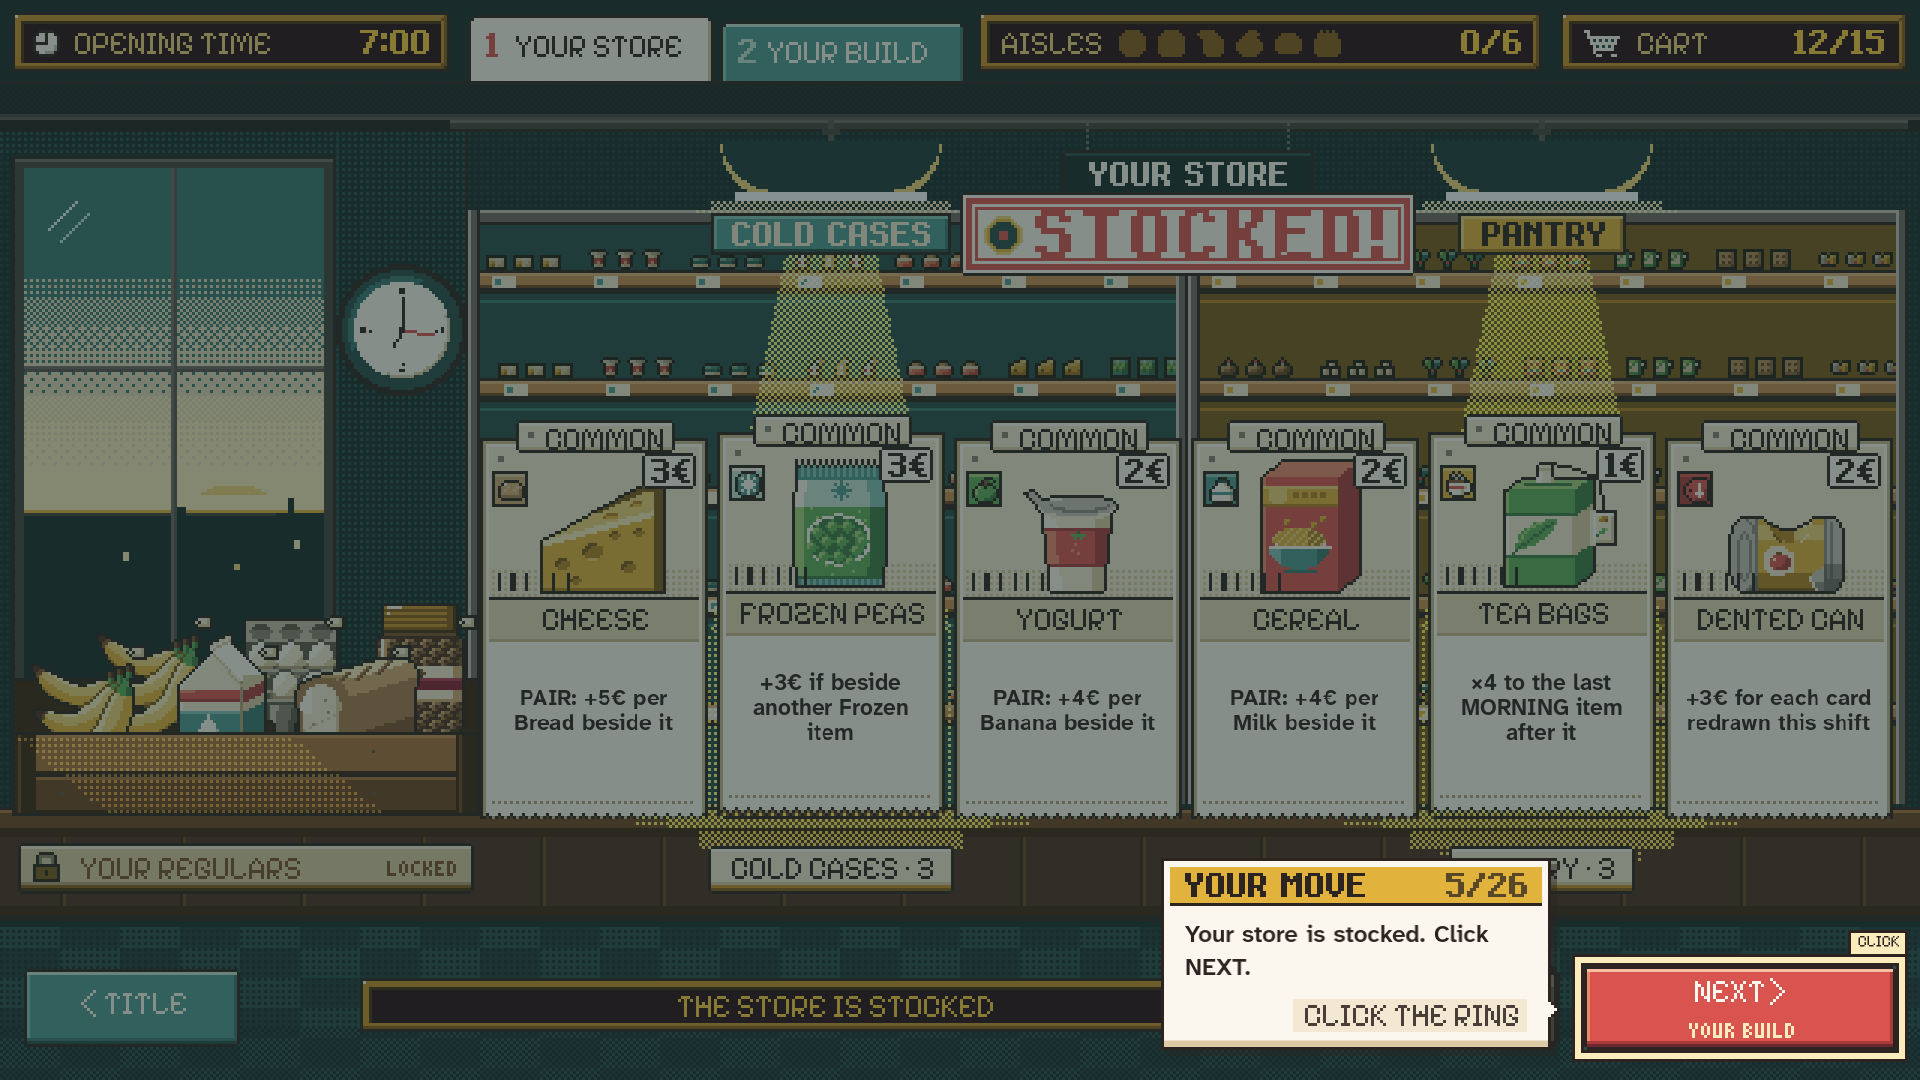 OPENING TIME 7:00
1 YOUR STORE
2 YOUR BUILD
AISLES 0/6
CART 12/15
YOUR STORE
COLD CASES
STOCKED!
PANTRY
COMMON
3€
CHEESE
PAIR: +5€ per
Bread beside it
COMMON
3€
FROZEN PEAS
+3€ if beside
another Frozen
item
COMMON
2€
YOGURT
PAIR: +4€ per
Banana beside it
COMMON
2€
CEREAL
PAIR: +4€ per
Milk beside it
COMMON
1€
TEA BAGS
×4 to the last
MORNING item
after it
COMMON
2€
DENTED CAN
+3€ for each card
redrawn this shift
YOUR REGULARS LOCKED
COLD CASES · 3
RY · 3
YOUR MOVE 5/26
Your store is stocked. Click
NEXT.
CLICK THE RING
CLICK
NEXT>
YOUR BUILD
<TITLE
THE STORE IS STOCKED